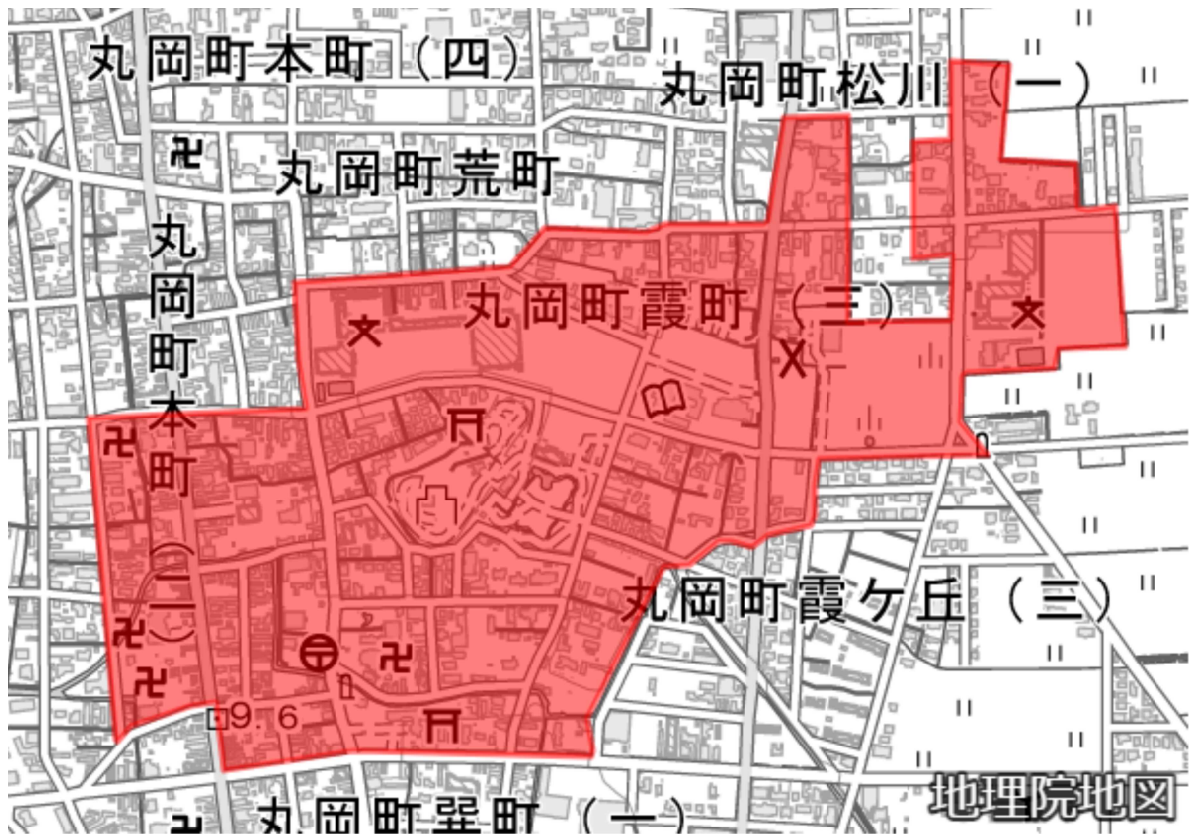 丸岡町本町（四）
丸岡町松川（一）
丸岡町荒町
丸岡町本町（二）
丸岡町霞町（三）
丸岡町霞ケ丘（三）
9.6
丸岡町巽町（一）
地理院地図